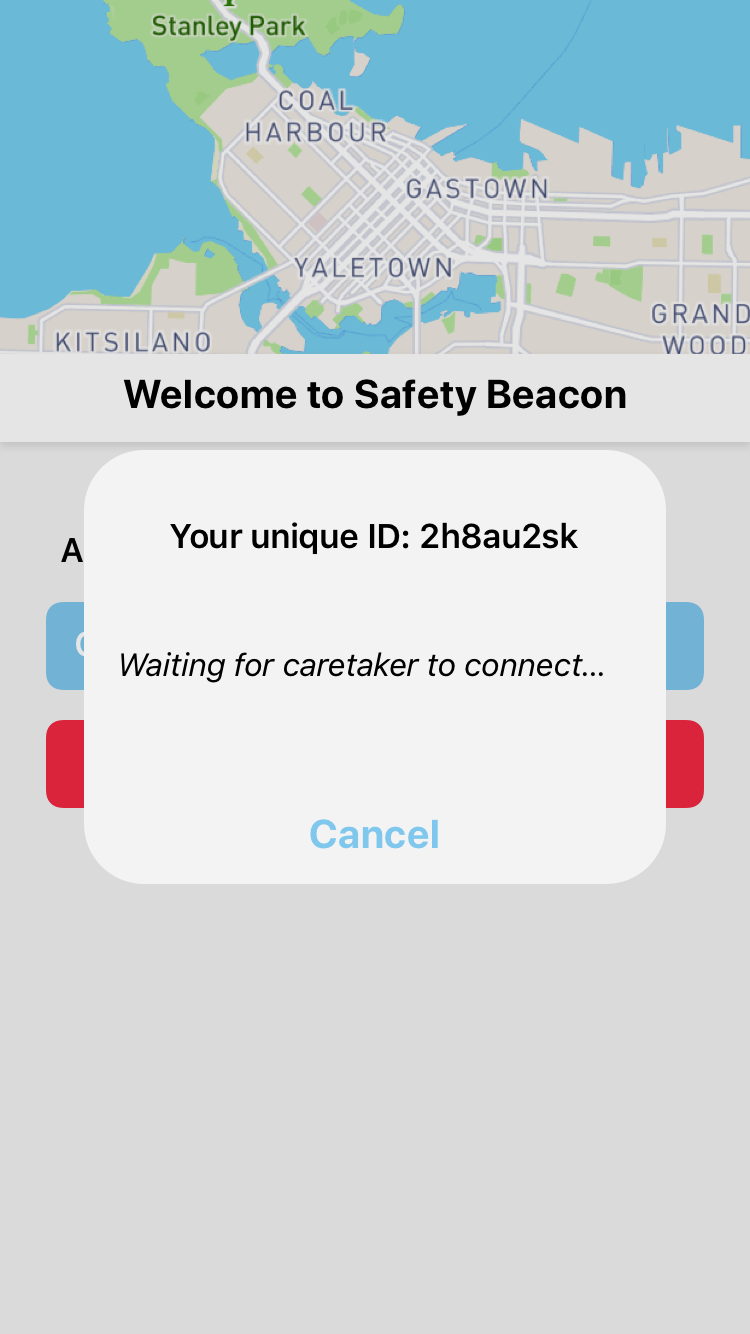 Stanley Park
COAL
HARBOUR
GASTOWN
YALETOWN
GRAND
KITSILANO
WOOD
Welcome to Safety Beacon
Your unique ID: 2h8au2sk
A
Waiting for caretaker to connect...
Cancel